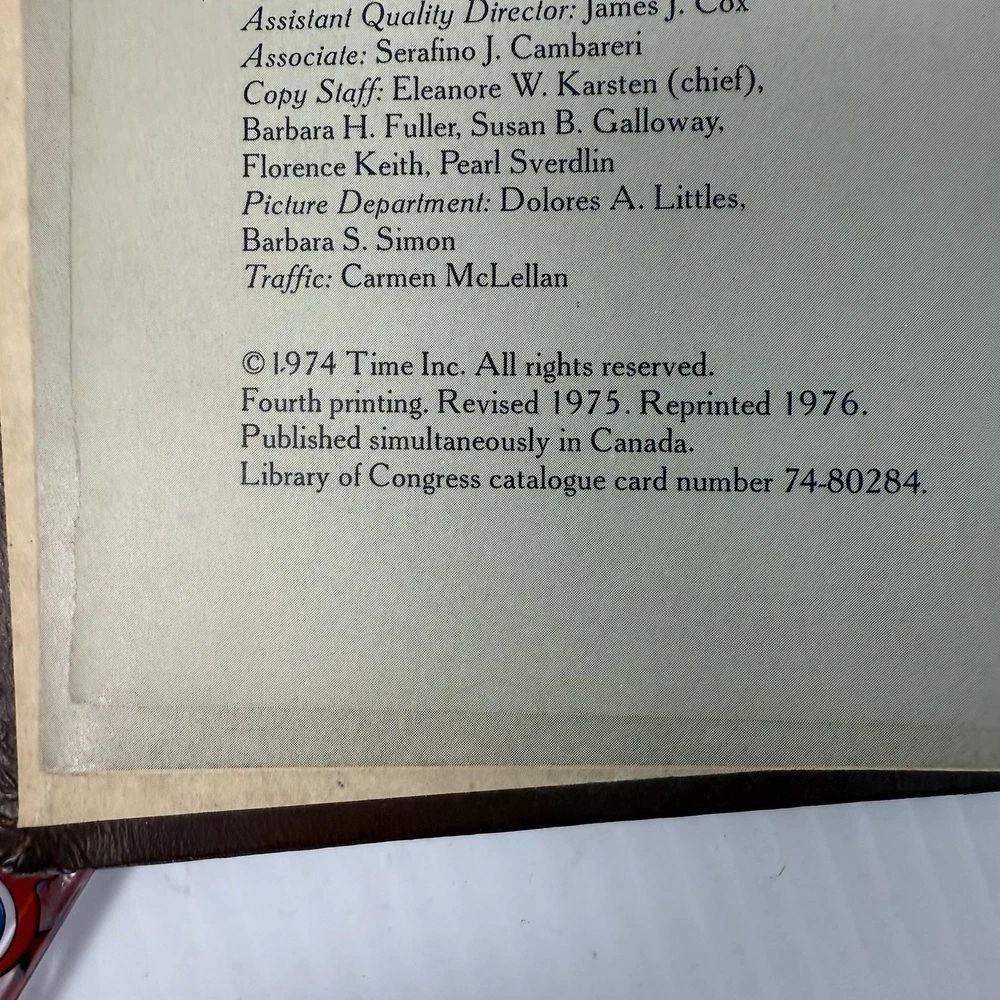 Assistant Quality Director: James J. Cox
Associate: Serafino J. Cambareri
Copy Staff: Eleanore W. Karsten (chief),
Barbara H. Fuller, Susan B. Galloway,
Florence Keith, Pearl Sverdlin
Picture Department: Dolores A. Littles,
Barbara S. Simon
Traffic: Carmen McLellan
© 1974 Time Inc. All rights reserved.
Fourth printing. Revised 1975. Reprinted 1976.
Published simultaneously in Canada.
Library of Congress catalogue card number 74-80284.